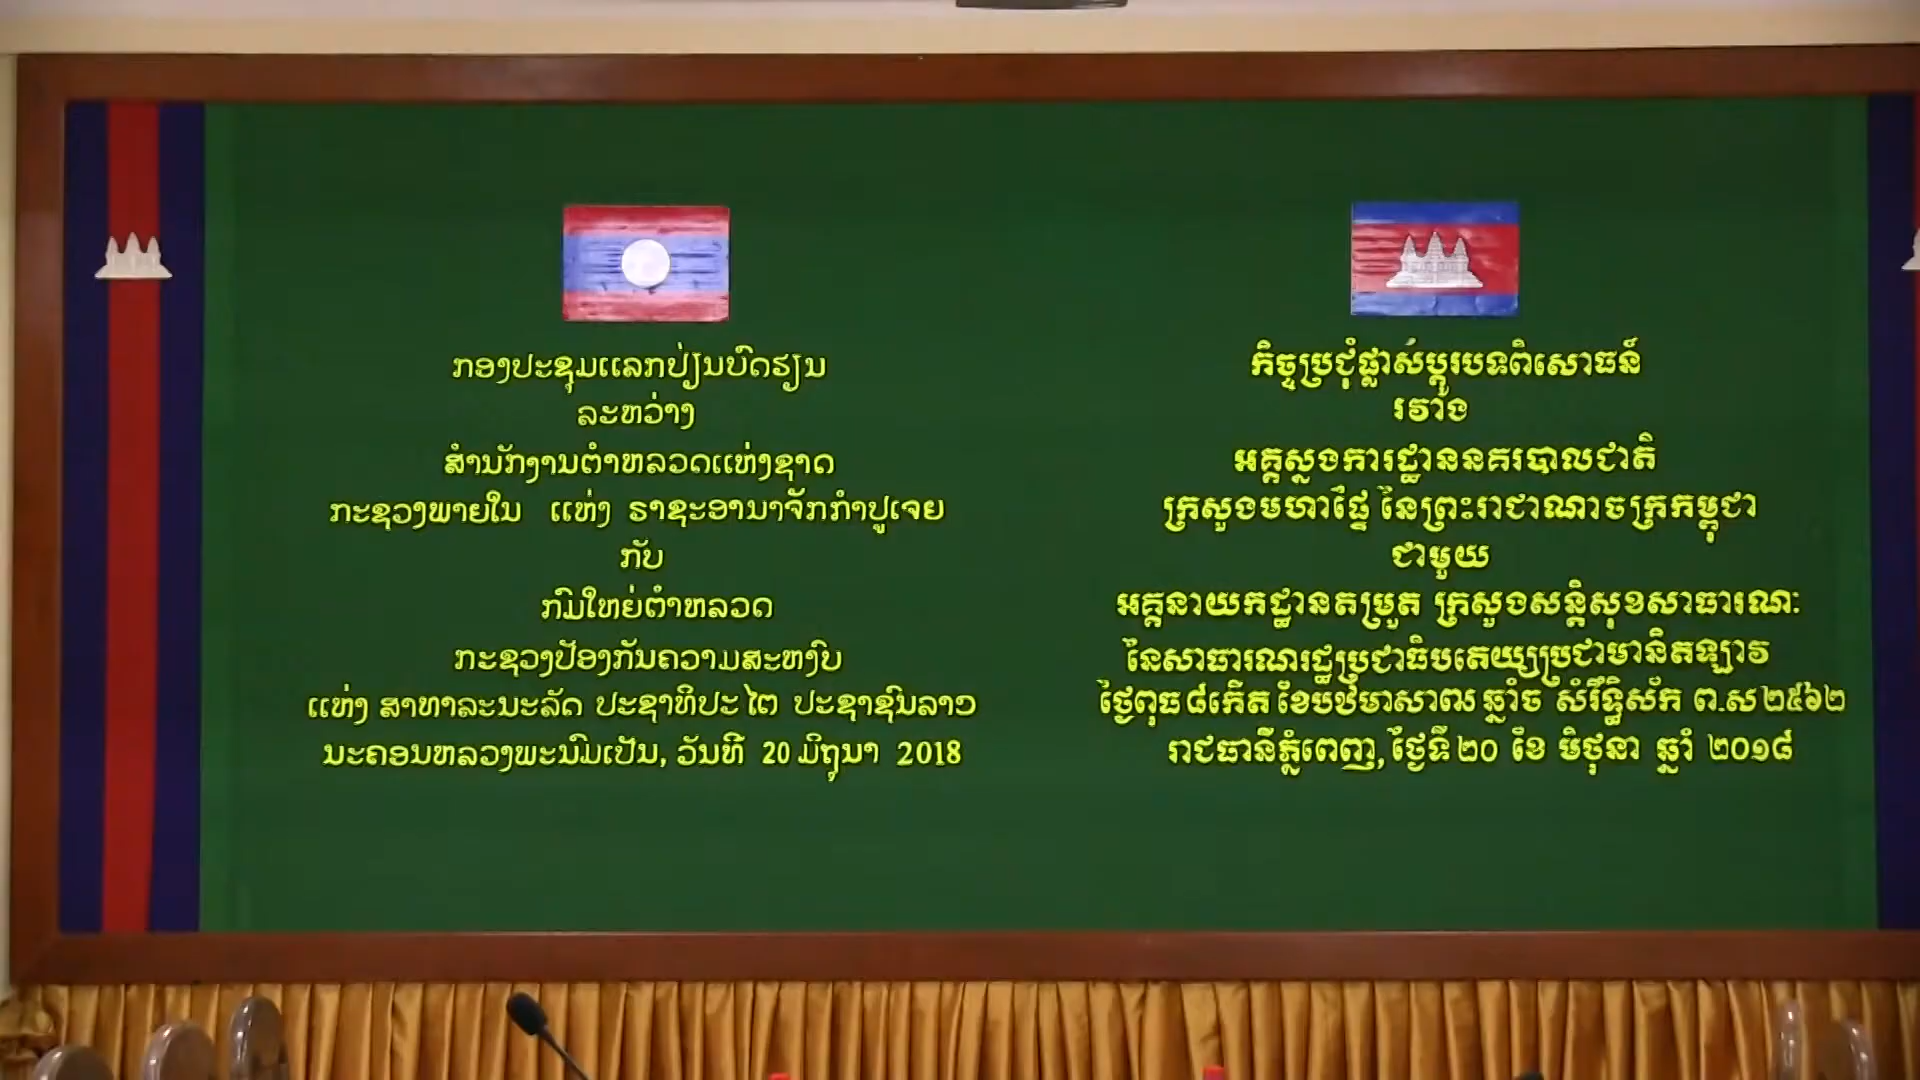 ກອງປະຊຸມແລກປ່ຽນບົດຮຽນ
ລະຫວ່າງ
ສຳນັກງານຕຳຫລວດແຫ່ງຊາດ
ກະຊວງພາຍໃນ ແຫ່ງ ຣາຊະອານາຈັກກຳປູເຈຍ
ກັບ
ກົມໃຫຍ່ຕຳຫລວດ
ກະຊວງປ້ອງກັນຄວາມສະຫງົບ
ແຫ່ງ ສາທາລະນະລັດ ປະຊາທິປະໄຕ ປະຊາຊົນລາວ
ນະຄອນຫລວງພະນົມເປັນ, ວັນທີ 20 ມິຖຸນາ 2018
កិច្ចប្រជុំផ្លាស់ប្តូរបទពិសោធន៍
រវាង
អគ្គស្នងការដ្ឋាននគរបាលជាតិ
ក្រសួងមហាផ្ទៃ នៃព្រះរាជាណាចក្រកម្ពុជា
ជាមួយ
អគ្គនាយកដ្ឋានតម្រួត ក្រសួងសន្តិសុខសាធារណៈ
នៃសាធារណរដ្ឋប្រជាធិបតេយ្យប្រជាមានិតឡាវ
ថ្ងៃពុធ ៨កើត ខែបឋមាសាឍ ឆ្នាំច សំរឹទ្ធិស័ក ព.ស ២៥៦២
រាជធានីភ្នំពេញ, ថ្ងៃទី ២០ ខែ មិថុនា ឆ្នាំ ២០១៨